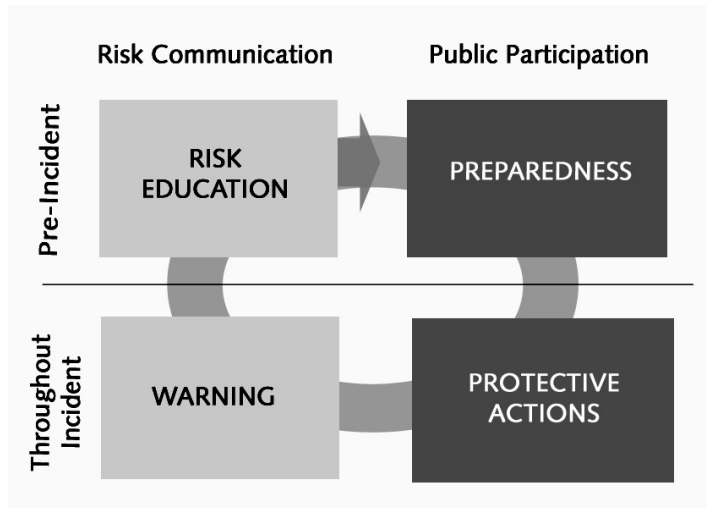 Risk Communication
Public Participation
Pre-Incident
RISK
EDUCATION
PREPAREDNESS
Throughout
Incident
WARNING
PROTECTIVE
ACTIONS